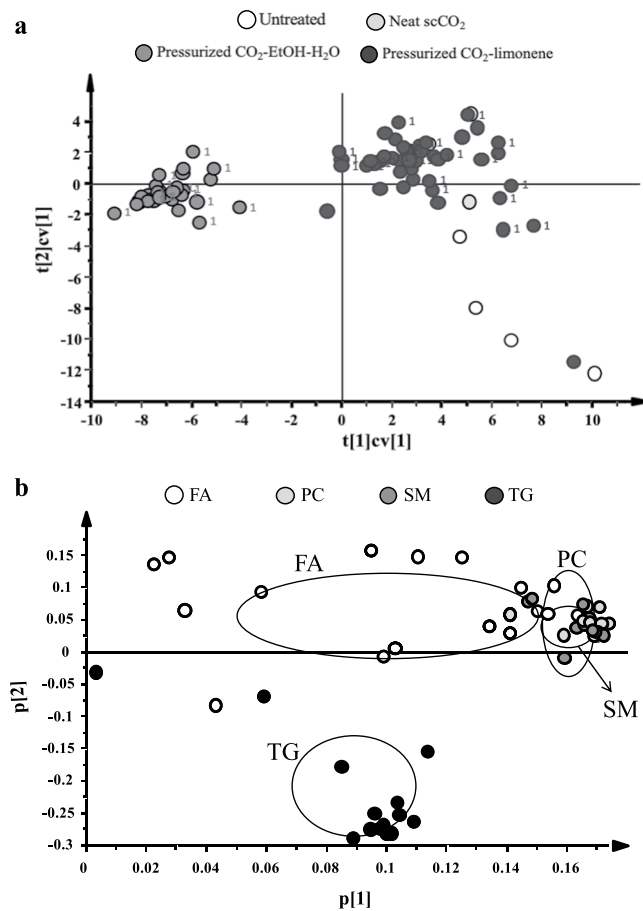 a
Untreated
Neat scCO₂
Pressurized CO₂-EtOH-H₂O
Pressurized CO₂-limonene
4
2
0
-2
-4
-6
-8
-10
-12
-14
t[2]cv[1]
-10
-8
-6
-4
-2
0
2
4
6
8
10
t[1]cv[1]
b
FA
PC
SM
TG
0.15
0.1
0.05
0
-0.05
-0.1
-0.15
-0.2
-0.25
-0.3
p[2]
FA
PC
SM
TG
0
0.02
0.04
0.06
0.08
0.1
0.12
0.14
0.16
p[1]